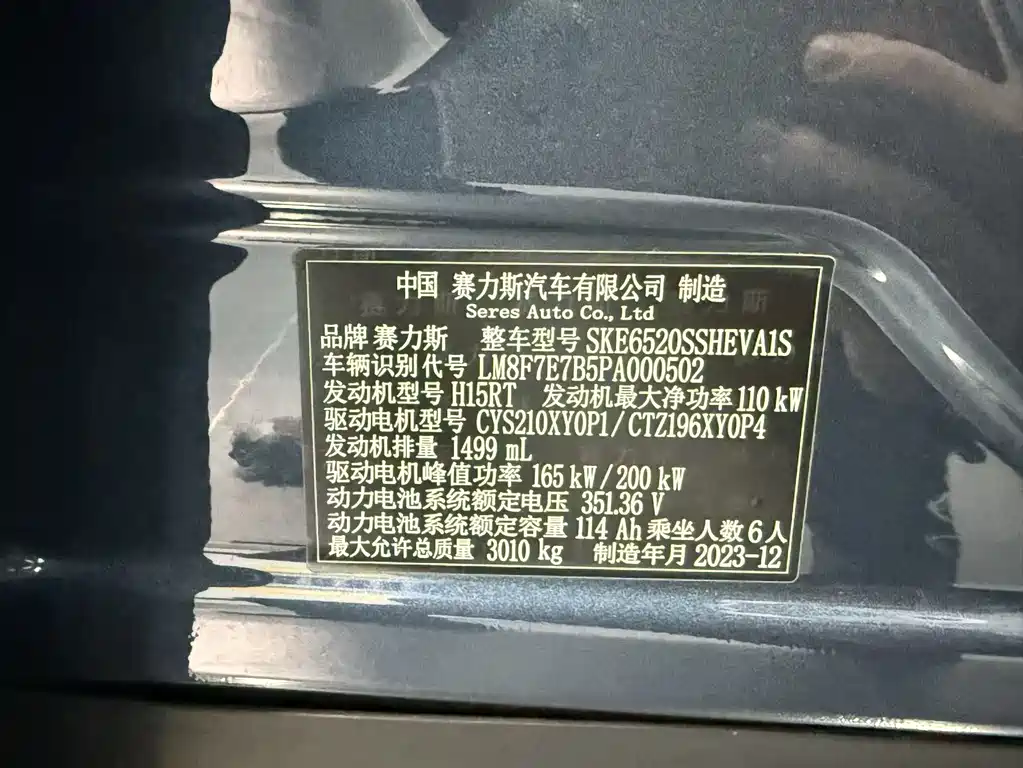 中国 赛力斯汽车有限公司 制造
Seres Auto Co., Ltd
品牌 赛力斯 整车型号 SKE6520SSHEVA1S
车辆识别代号 LM8F7E7B5PA000502
发动机型号 H15RT 发动机最大净功率 110 kW
驱动电机型号 CYS210XY0P1/CTZ196XY0P4
发动机排量 1499 mL
驱动电机峰值功率 165 kW/200 kW
动力电池系统额定电压 351.36 V
动力电池系统额定容量 114 Ah 乘坐人数 6 人
最大允许总质量 3010 kg 制造年月 2023-12